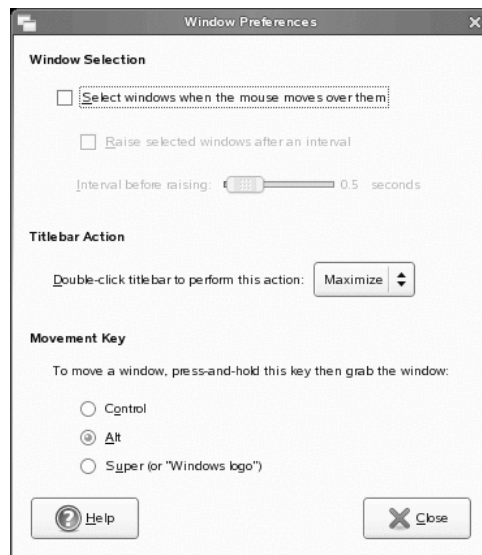 Window Preferences
Window Selection
Select windows when the mouse moves over them
Raise selected windows after an interval
Interval before raising: 0.5 seconds
Titlebar Action
Double-click titlebar to perform this action: Maximize
Movement Key
To move a window, press-and-hold this key then grab the window:
Control
Alt
Super (or "Windows logo")
Help Close